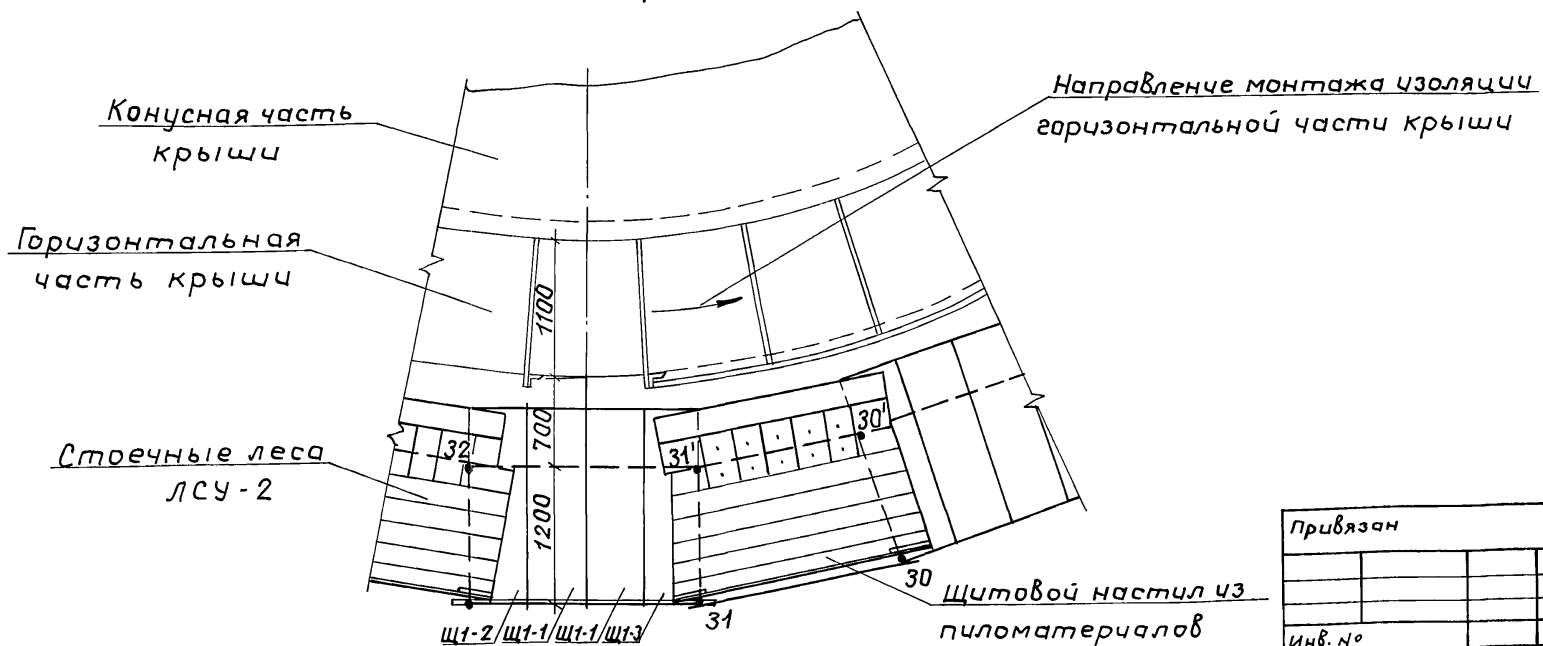 Конусная часть
крыши
Направление монтажа изоляции
горизонтальной части крыши
Горизонтальная
часть крыши
1100
700
1200
32
31'
30'
Стоечные леса
ЛСУ-2
30
31
Щ1-2 Щ1-1 Щ1-1 Щ1-3
Щитовой настил из
пиломатериалов
Привязан
Инв. №